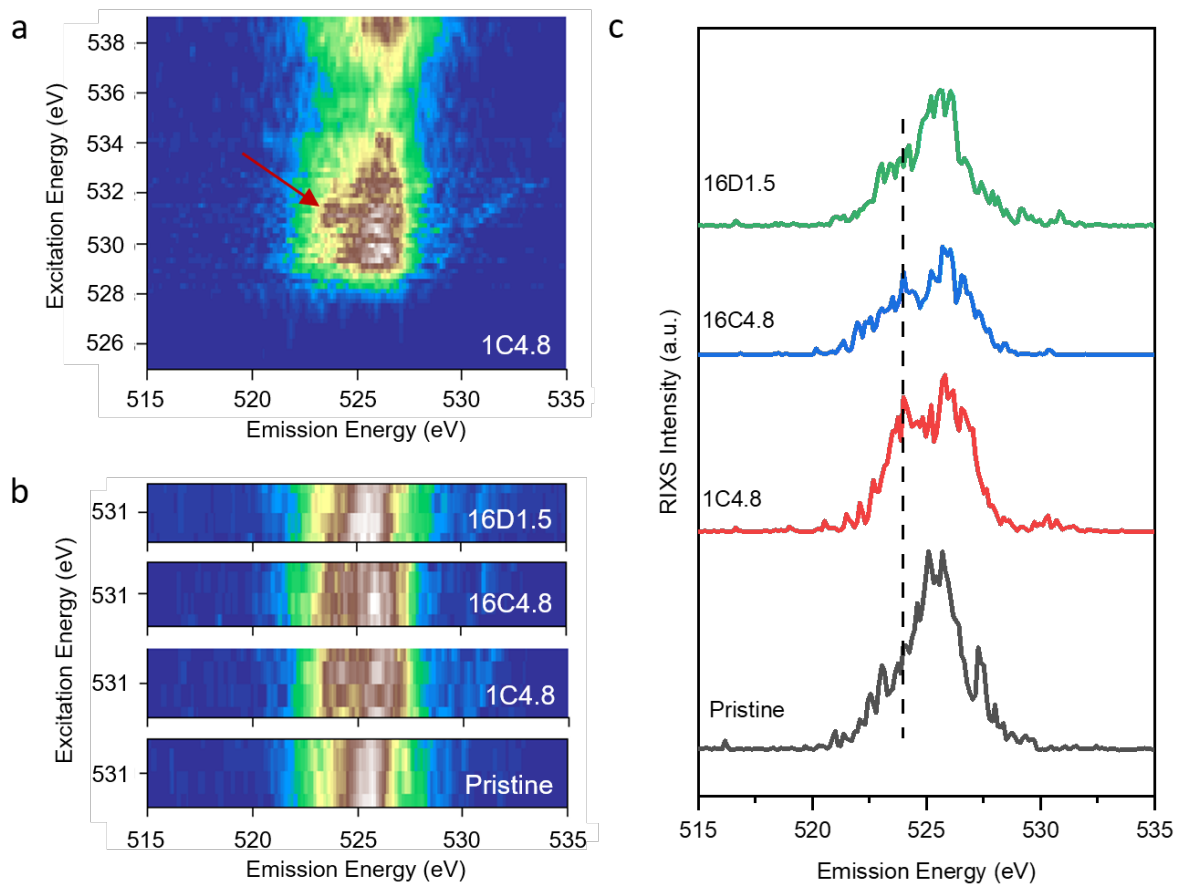 a
538
536
534
532
530
528
526
Excitation Energy (eV)
1C4.8
515 520 525 530 535
Emission Energy (eV)
b
531
16D1.5
531
16C4.8
531
1C4.8
531
Pristine
Excitation Energy (eV)
515 520 525 530 535
Emission Energy (eV)
c
16D1.5
16C4.8
1C4.8
Pristine
RIXS Intensity (a.u.)
515 520 525 530 535
Emission Energy (eV)